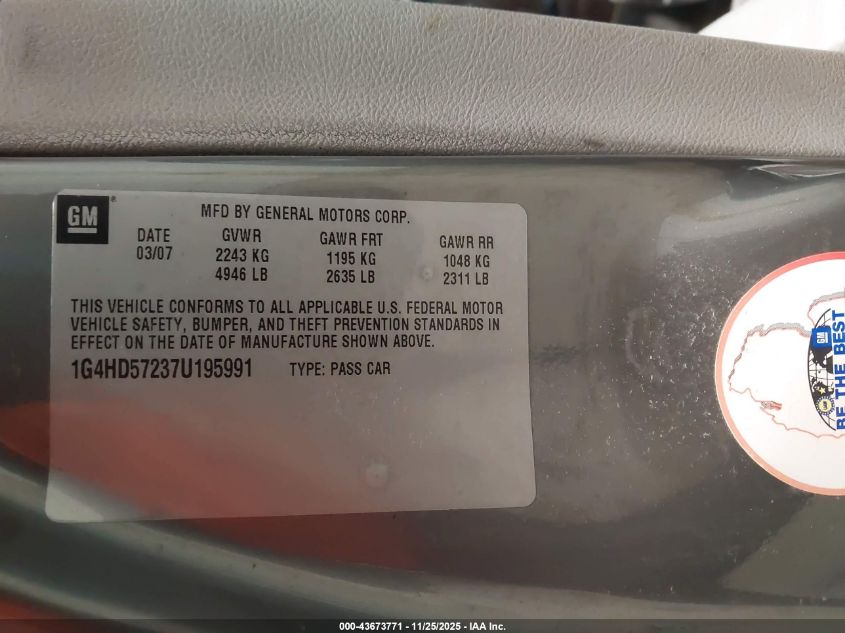 GM
MFD BY GENERAL MOTORS CORP.
DATE GVWR GAWR FRT GAWR RR
03/07 2243 KG 1195 KG 1048 KG
4946 LB 2635 LB 2311 LB
THIS VEHICLE CONFORMS TO ALL APPLICABLE U.S. FEDERAL MOTOR
VEHICLE SAFETY, BUMPER, AND THEFT PREVENTION STANDARDS IN
EFFECT ON THE DATE OF MANUFACTURE SHOWN ABOVE.
1G4HD57237U195991 TYPE: PASS CAR
GM
BE THE BEST
000-43673771 - 11/25/2025 - IAA Inc.